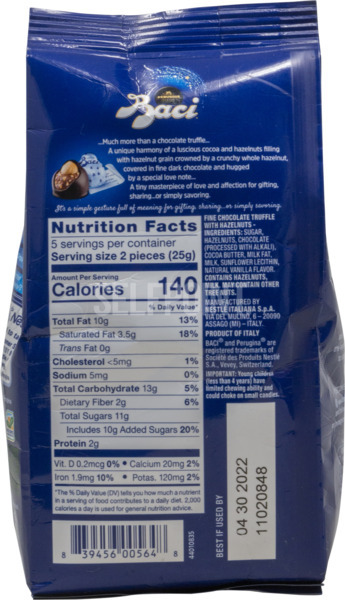 Baci
...Much more than a chocolate truffle...
A unique harmony of a luscious cocoa and hazelnuts filling
with hazelnut grain crowned by a crunchy whole hazelnut,
covered in fine dark chocolate and hugged
by a special love note...
A tiny masterpiece of love and affection for gifting,
sharing...or simply savoring.
It's a simple gesture full of meaning for gifting, sharing...or simply savoring.
Nutrition Facts
5 servings per container
Serving size 2 pieces (25g)
Amount Per Serving
Calories 140
% Daily Value*
Total Fat 10g 13%
Saturated Fat 3.5g 18%
Trans Fat 0g
Cholesterol <5mg 1%
Sodium 5mg 0%
Total Carbohydrate 13g 5%
Dietary Fiber 2g 6%
Total Sugars 11g
Includes 10g Added Sugars 20%
Protein 2g
Vit. D 0.2mcg 0% • Calcium 20mg 2%
Iron 1.9mg 10% • Potas. 120mg 2%
*The % Daily Value (DV) tells you how much a nutrient
in a serving of food contributes to a daily diet. 2,000
calories a day is used for general nutrition advice.
FINE CHOCOLATE TRUFFLE
WITH HAZELNUTS -
INGREDIENTS: SUGAR,
HAZELNUTS, CHOCOLATE
(PROCESSED WITH ALKALI),
COCOA BUTTER, MILK FAT,
MILK, SUNFLOWER LECITHIN,
NATURAL VANILLA FLAVOR.
CONTAINS HAZELNUTS,
MILK. MAY CONTAIN OTHER
TREE NUTS.
MANUFACTURED BY
NESTLÉ ITALIANA S.p.A.
VIA DEL MULINO, 6 – 20090
ASSAGO (MI) – ITALY.
PRODUCT OF ITALY
BACI® and Perugina® are
registered trademarks of
Société des Produits Nestlé
S.A., Vevey, Switzerland.
IMPORTANT: Young children
(less than 4 years) have
limited chewing ability and
could choke on small candies.
BEST IF USED BY
04 30 2022
11020848
8 39456 00564 8
44010835